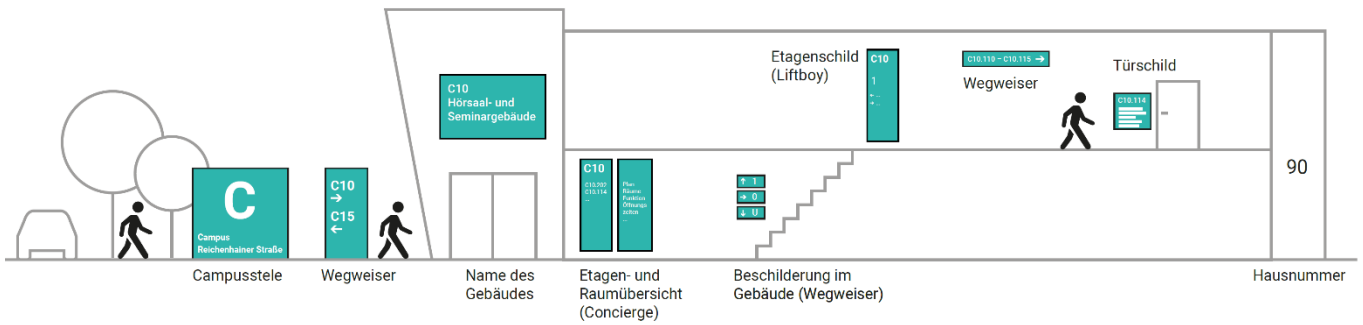 C
Campus
Reichenhainer Straße
Campusstele
C10
→
C15
←
Wegweiser
C10
Hörsaal- und
Seminargebäude
Name des
Gebäudes
C10
C10.202
C10.114
...
Plan
Räume
Funktion
Öffnungs
zeiten
...
Etagen- und
Raumübersicht
(Concierge)
↑ 1
→ 0
↓ U
Beschilderung im
Gebäude (Wegweiser)
Etagenschild
(Liftboy)
C10
1
← ...
→ ...
C10.110 – C10.115 →
Wegweiser
Türschild
C10.114
90
Hausnummer